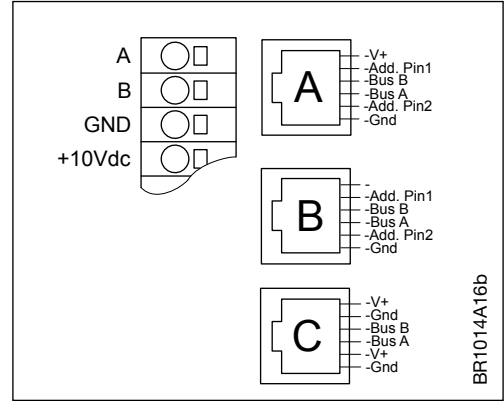 A
B
GND
+10Vdc
A
-V+
-Add. Pin1
-Bus B
-Bus A
-Add. Pin2
-Gnd
B
-
-Add. Pin1
-Bus B
-Bus A
-Add. Pin2
-Gnd
C
-V+
-Gnd
-Bus B
-Bus A
-V+
-Gnd
BR1014A16b